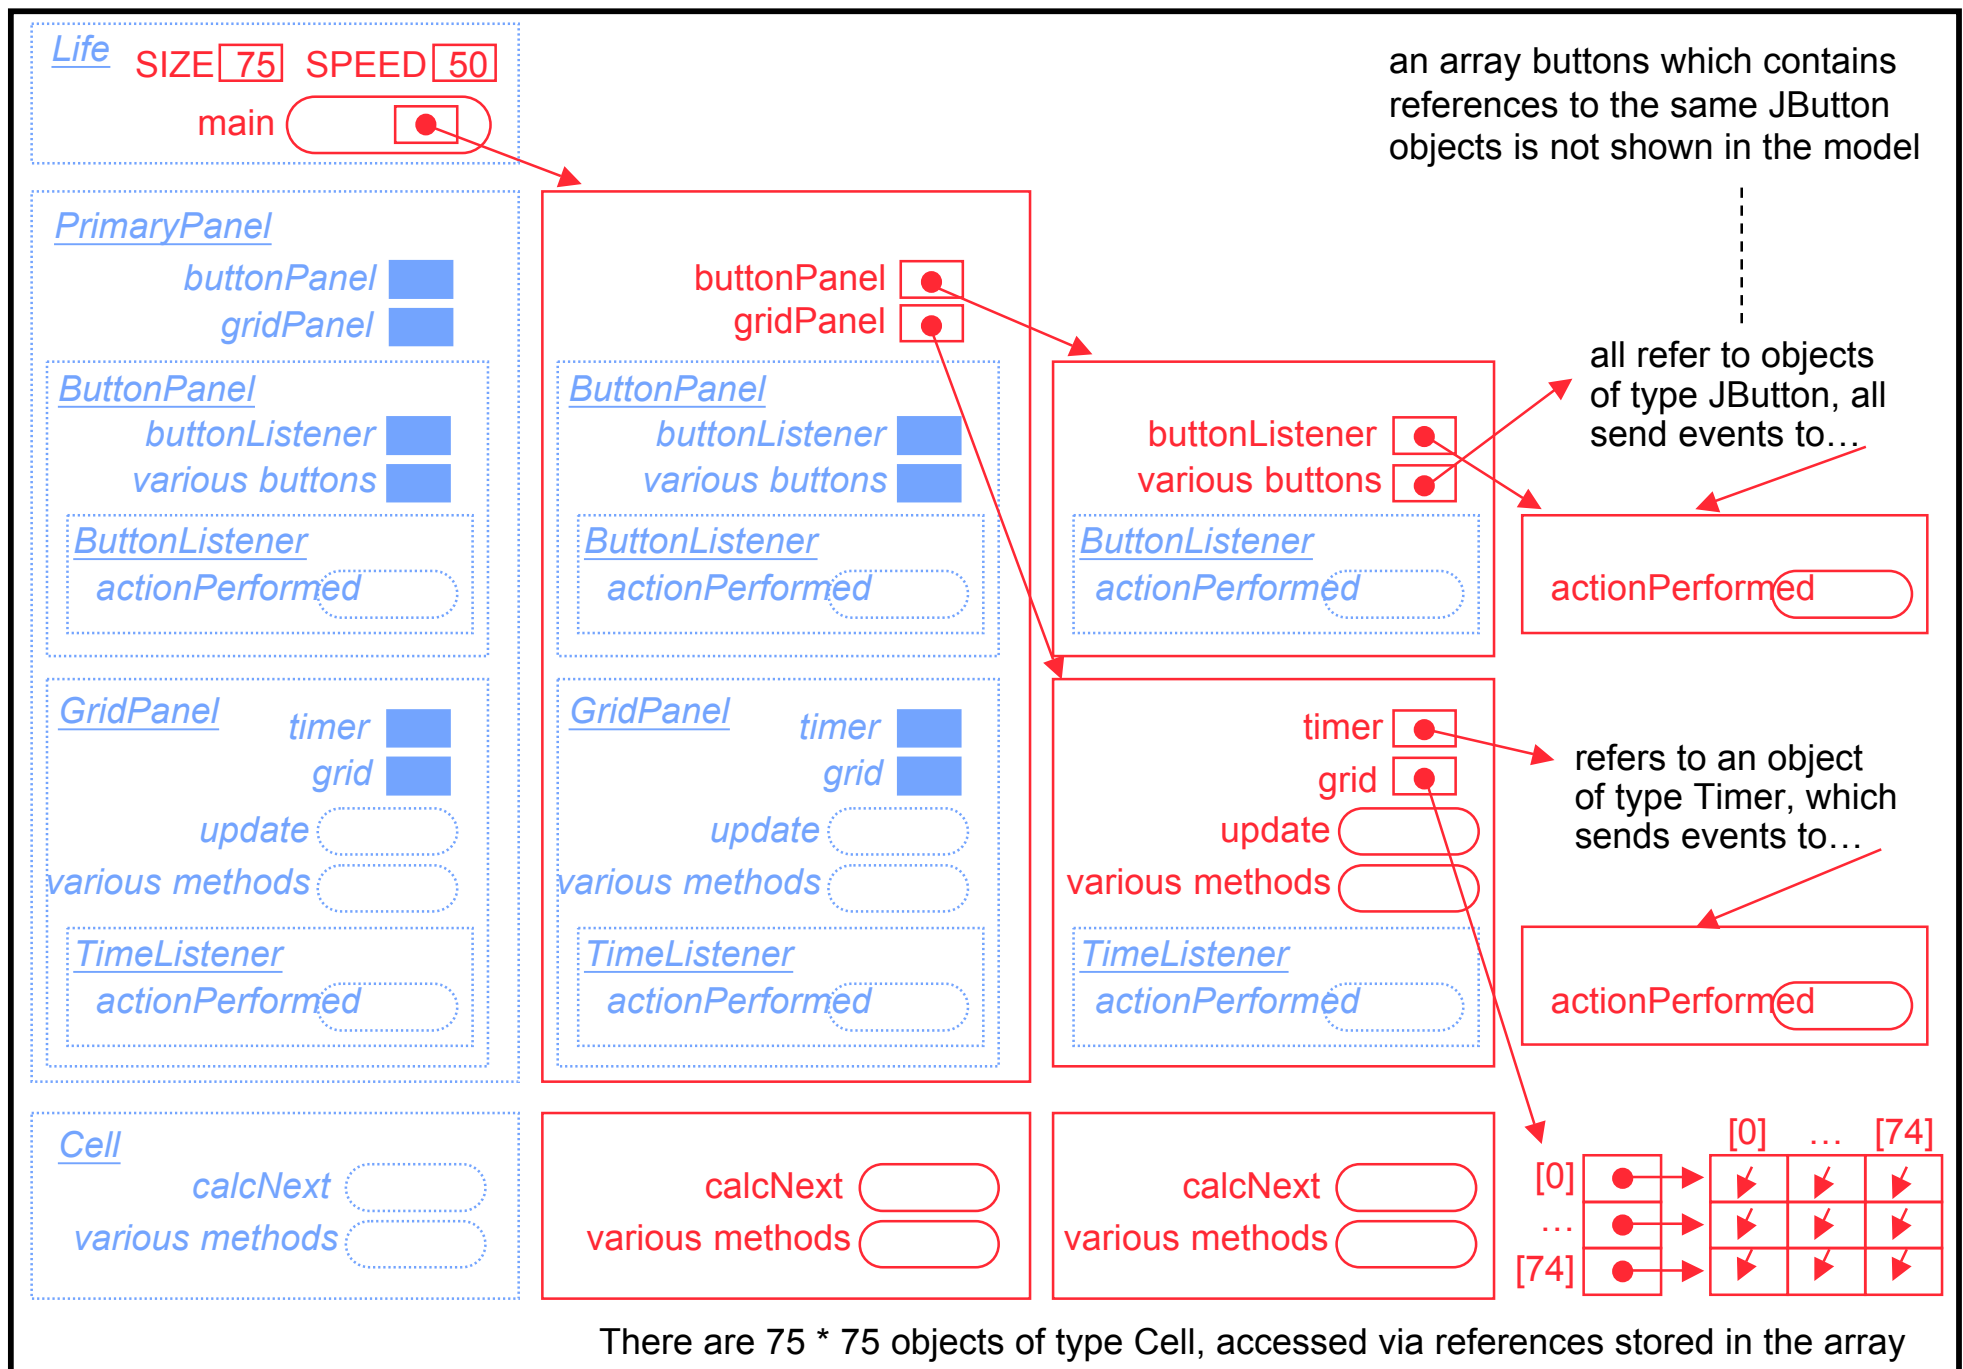 Life
SIZE 75 SPEED 50
main
an array buttons which contains
references to the same JButton
objects is not shown in the model
PrimaryPanel
buttonPanel
gridPanel
ButtonPanel
buttonListener
various buttons
ButtonListener
actionPerformed
GridPanel
timer
grid
update
various methods
TimeListener
actionPerformed
buttonPanel
gridPanel
ButtonPanel
buttonListener
various buttons
ButtonListener
actionPerformed
GridPanel
timer
grid
update
various methods
TimeListener
actionPerformed
buttonListener
various buttons
ButtonListener
actionPerformed
all refer to objects
of type JButton, all
send events to…
actionPerformed
timer
grid
update
various methods
TimeListener
actionPerformed
refers to an object
of type Timer, which
sends events to…
actionPerformed
Cell
calcNext
various methods
calcNext
various methods
calcNext
various methods
[0] … [74]
[0]
…
[74]
There are 75 * 75 objects of type Cell, accessed via references stored in the array